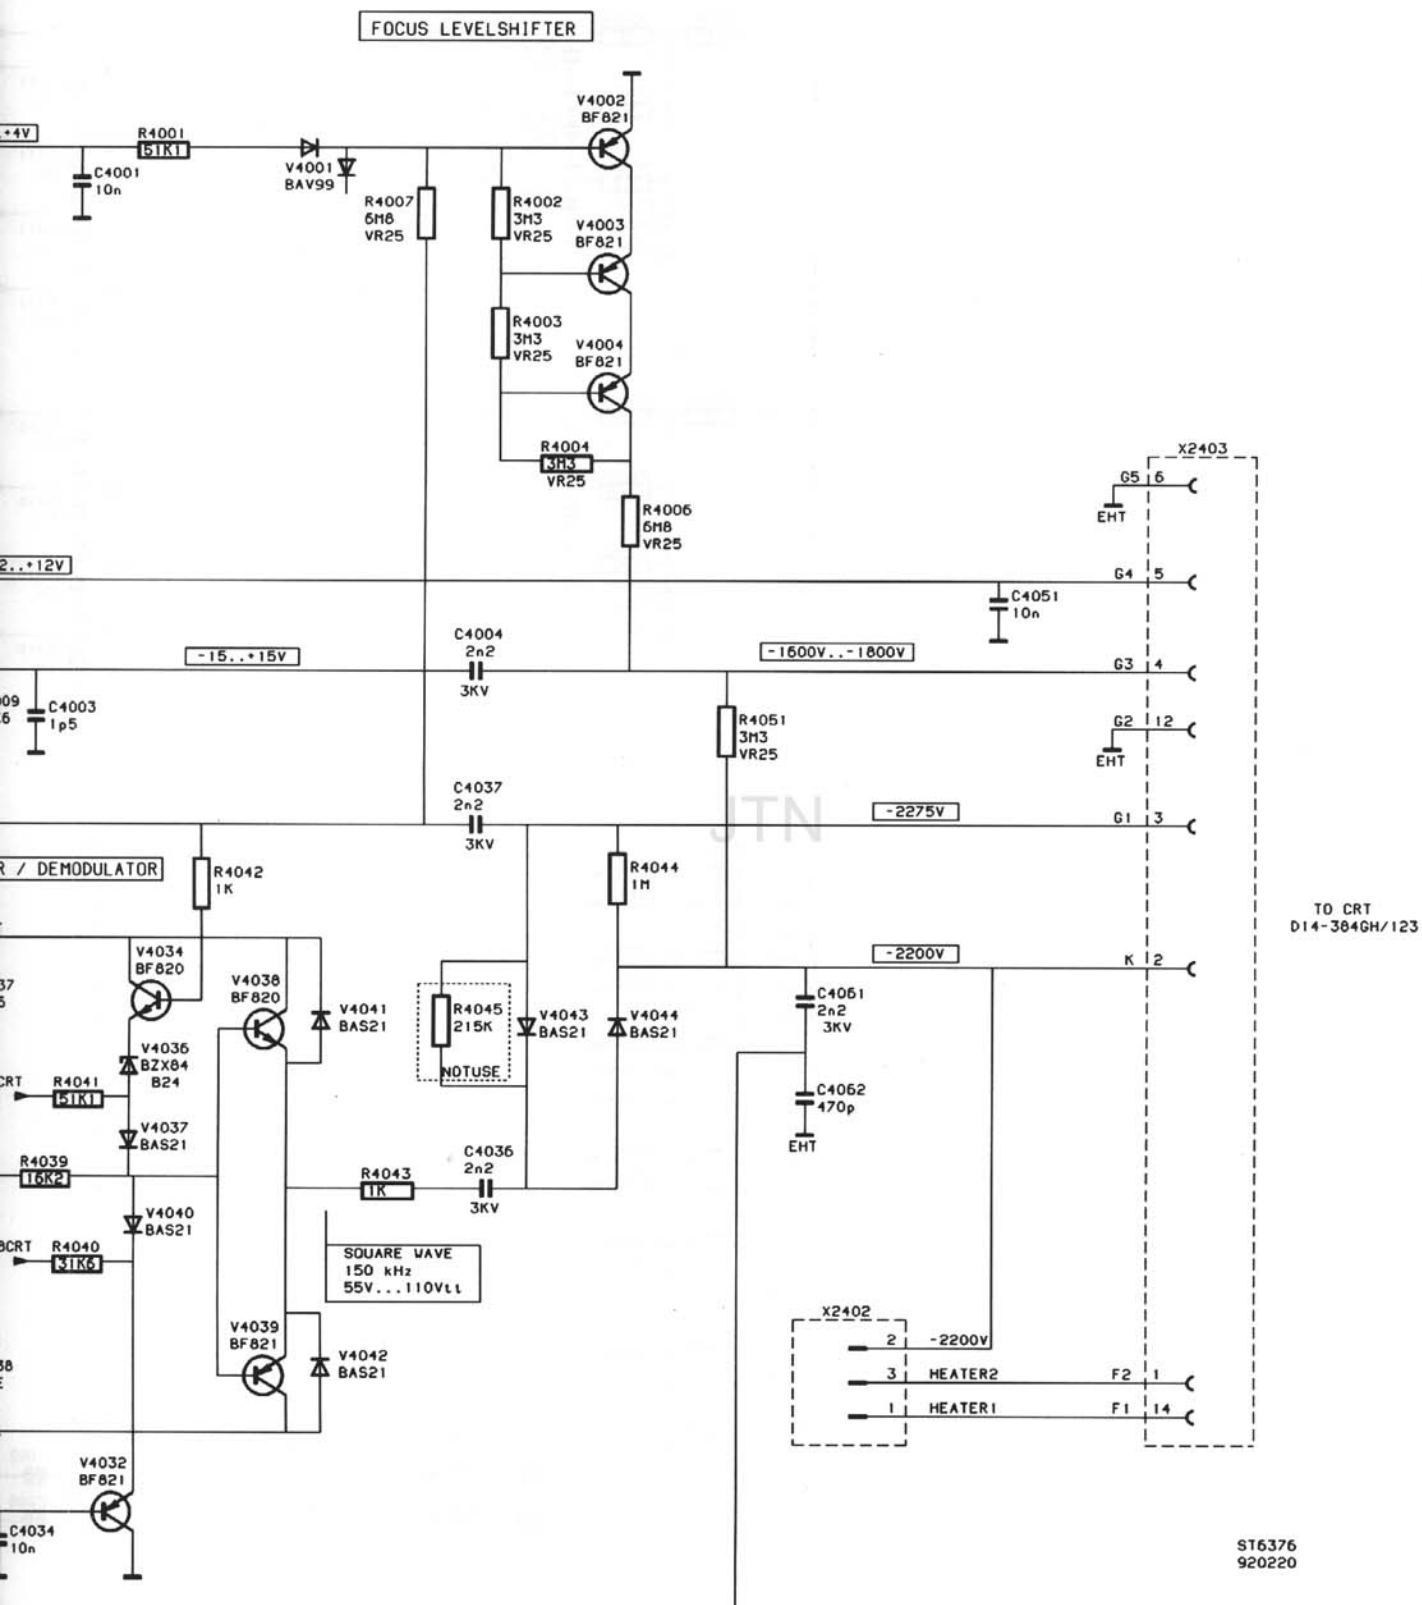 FOCUS LEVELSHIFTER
V4002
BF821
.+4V
R4001
51K1
C4001
10n
V4001
BAV99
R4007
6M8
VR25
R4002
3M3
VR25
V4003
BF821
R4003
3M3
VR25
V4004
BF821
R4004
3M3
VR25
R4006
6M8
VR25
X2403
G5 6
EHT
2..+12V
G4 5
C4051
10n
C4004
2n2
3KV
-15..+15V
-1600V..-1800V
G3 4
09
C4003
1p5
R4051
3M3
VR25
G2 12
EHT
C4037
2n2
3KV
JTN
-2275V
G1 3
R / DEMODULATOR
R4042
1K
R4044
1M
TO CRT
D14-384GH/123
-2200V
K 2
V4034
BF820
37
V4038
BF820
V4041
BAS21
R4045
215K
NOTUSE
V4043
BAS21
V4044
BAS21
C4061
2n2
3KV
V4036
BZX84
B24
CRT
R4041
51K1
V4037
BAS21
C4062
470p
EHT
R4039
16K2
R4043
1K
C4036
2n2
3KV
V4040
BAS21
BCRT
R4040
31K6
SQUARE WAVE
150 kHz
55V...110Vtt
X2402
2 -2200V
3 HEATER2
F2 1
1 HEATER1
F1 14
V4039
BF821
V4042
BAS21
38
V4032
BF821
C4034
10n
ST6376
920220